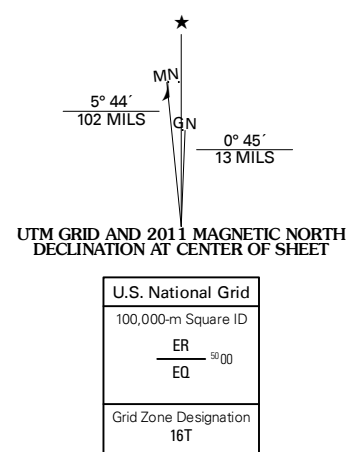 ★
MN.
5° 44´
102 MILS
GN
0° 45´
13 MILS
UTM GRID AND 2011 MAGNETIC NORTH
DECLINATION AT CENTER OF SHEET
U.S. National Grid
100,000-m Square ID
ER
5000
EQ
Grid Zone Designation
16T